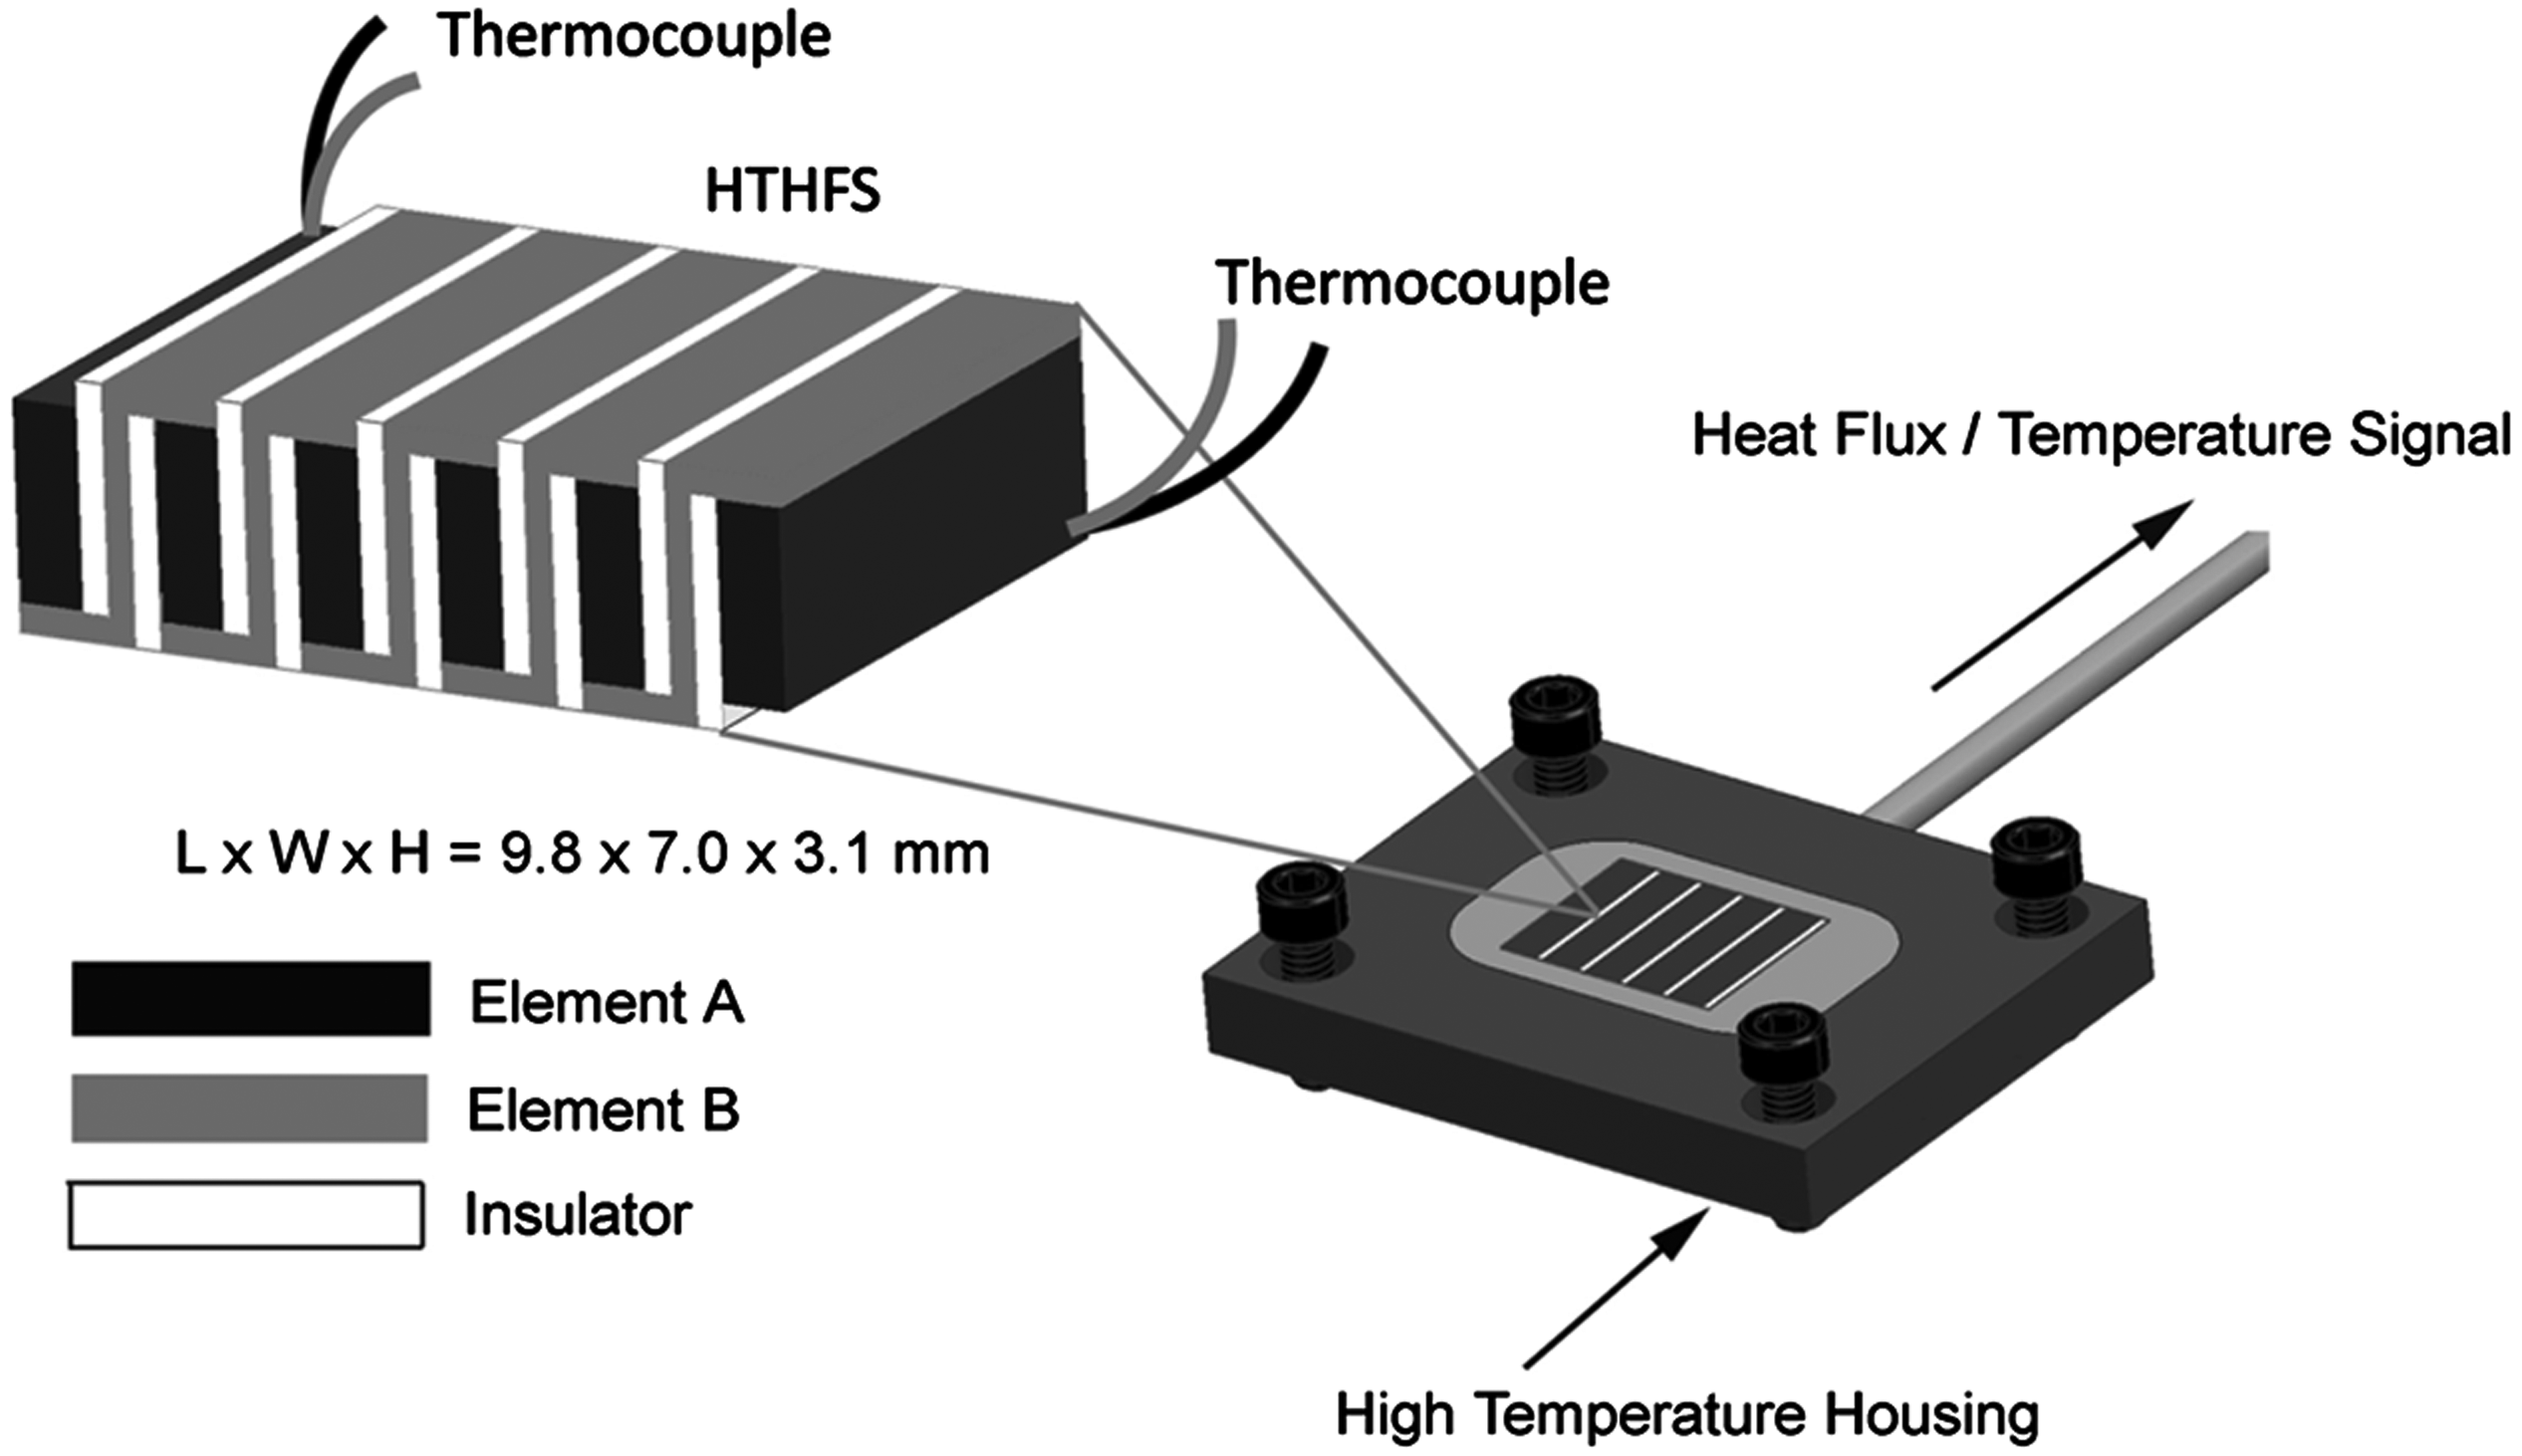 Thermocouple
HTHFS
Thermocouple
Heat Flux / Temperature Signal
L x W x H = 9.8 x 7.0 x 3.1 mm
Element A
Element B
Insulator
High Temperature Housing